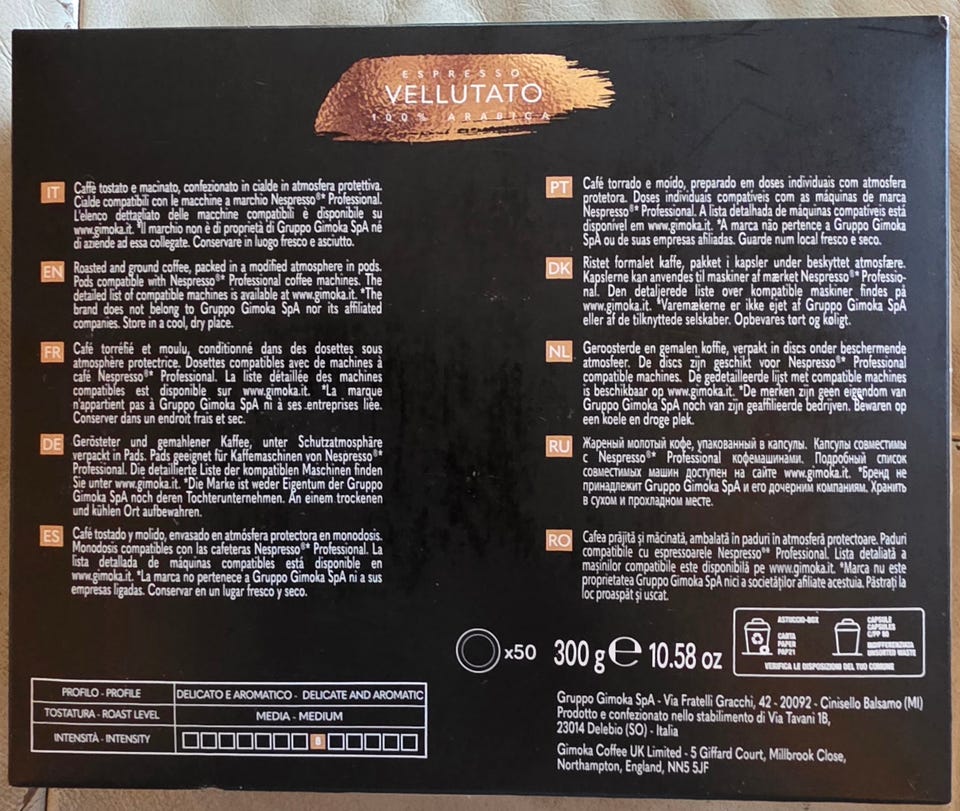 ESPRESSO
VELLUTATO
100% ARABICA
IT
Caffè tostato e macinato, confezionato in cialde in atmosfera protettiva.
Cialde compatibili con le macchine a marchio Nespresso®* Professional.
L'elenco dettagliato delle macchine compatibili è disponibile su
www.gimoka.it. *Il marchio non è di proprietà di Gruppo Gimoka SpA né
di aziende ad essa collegate. Conservare in luogo fresco e asciutto.
EN
Roasted and ground coffee, packed in a modified atmosphere in pods.
Pods compatible with Nespresso®* Professional coffee machines. The
detailed list of compatible machines is available at www.gimoka.it. *The
brand does not belong to Gruppo Gimoka SpA nor its affiliated
companies. Store in a cool, dry place.
FR
Café torréfié et moulu, conditionné dans des dosettes sous
atmosphère protectrice. Dosettes compatibles avec de machines à
café Nespresso®* Professional. La liste détaillée des machines
compatibles est disponible sur www.gimoka.it. *La marque
n'appartient pas à Gruppo Gimoka SpA ni à ses entreprises liée.
Conserver dans un endroit frais et sec.
DE
Gerösteter und gemahlener Kaffee, unter Schutzatmosphäre
verpackt in Pads. Pads geeignet für Kaffemaschinen von Nespresso®*
Professional. Die detaillierte Liste der kompatiblen Maschinen finden
Sie unter www.gimoka.it. *Die Marke ist weder Eigentum der Gruppo
Gimoka SpA noch deren Tochterunternehmen. An einem trockenen
und kühlen Ort aufbewahren.
ES
Café tostado y molido, envasado en atmósfera protectora en monodosis.
Monodosis compatibles con las cafeteras Nespresso®* Professional. La
lista detallada de máquinas compatibles está disponible en
www.gimoka.it. *La marca no pertenece a Gruppo Gimoka SpA ni a sus
empresas ligadas. Conservar en un lugar fresco y seco.
PT
Café torrado e moído, preparado em doses individuais com atmosfera
protetora. Doses individuais compatíveis com as máquinas de marca
Nespresso®* Professional. A lista detalhada de máquinas compatíveis está
disponível em www.gimoka.it. *A marca não pertence a Gruppo Gimoka
SpA ou de suas empresas afiliadas. Guarde num local fresco e seco.
DK
Ristet formalet kaffe, pakket i kapsler under beskyttet atmosfære.
Kapslerne kan anvendes til maskiner af mærket Nespresso®* Professio-
nal. Den detaljerede liste over kompatible maskiner findes på
www.gimoka.it. *Varemækerne er ikke ejet af Gruppo Gimoka SpA
eller af de tilknyttede selskaber. Opbevares tørt og køligt.
NL
Geroosterde en gemalen koffie, verpakt in discs onder beschermende
atmosfeer. De discs zijn geschikt voor Nespresso®* Professional
compatible machines. De gedetailleerde lijst met compatible machines
is beschikbaar op www.gimoka.it. *De merken zijn geen eigendom van
Gruppo Gimoka SpA noch van zijn geaffilieerde bedrijven. Bewaren op
een koele en droge plek.
RU
Жареный молотый кофе, упакованный в капсулы. Капсулы совместимы
с Nespresso®* Professional кофемашинами. Подробный список
совместимых машин доступен на сайте www.gimoka.it. *Бренд не
принадлежит Gruppo Gimoka SpA и его дочерним компаниям. Хранить
в сухом и прохладном месте.
RO
Cafea prăjită și măcinată, ambalată in paduri in atmosferă protectoare. Paduri
compatibile cu espressoarele Nespresso®* Professional. Lista detaliată a
mașinilor compatibile este disponibilă pe www.gimoka.it. *Marca nu este
proprietatea Gruppo Gimoka SpA nici a societăților afiliate acestuia. Păstrați la
loc proaspăt și uscat.
x50
300 g e 10.58 oz
ASTUCCIO-BOX
CARTA
PAPER
PAP21
CAPSULE
CAPSULES
C/PP 90
INDIFFERENZIATA
UNSORTED WASTE
VERIFICA LE DISPOSIZIONI DEL TUO COMUNE
PROFILO - PROFILE DELICATO E AROMATICO - DELICATE AND AROMATIC
TOSTATURA - ROAST LEVEL MEDIA - MEDIUM
INTENSITÀ - INTENSITY 8
Gruppo Gimoka SpA - Via Fratelli Gracchi, 42 - 20092 - Cinisello Balsamo (MI)
Prodotto e confezionato nello stabilimento di Via Tavani 1B,
23014 Delebio (SO) - Italia
Gimoka Coffee UK Limited - 5 Giffard Court, Millbrook Close,
Northampton, England, NN5 5JF